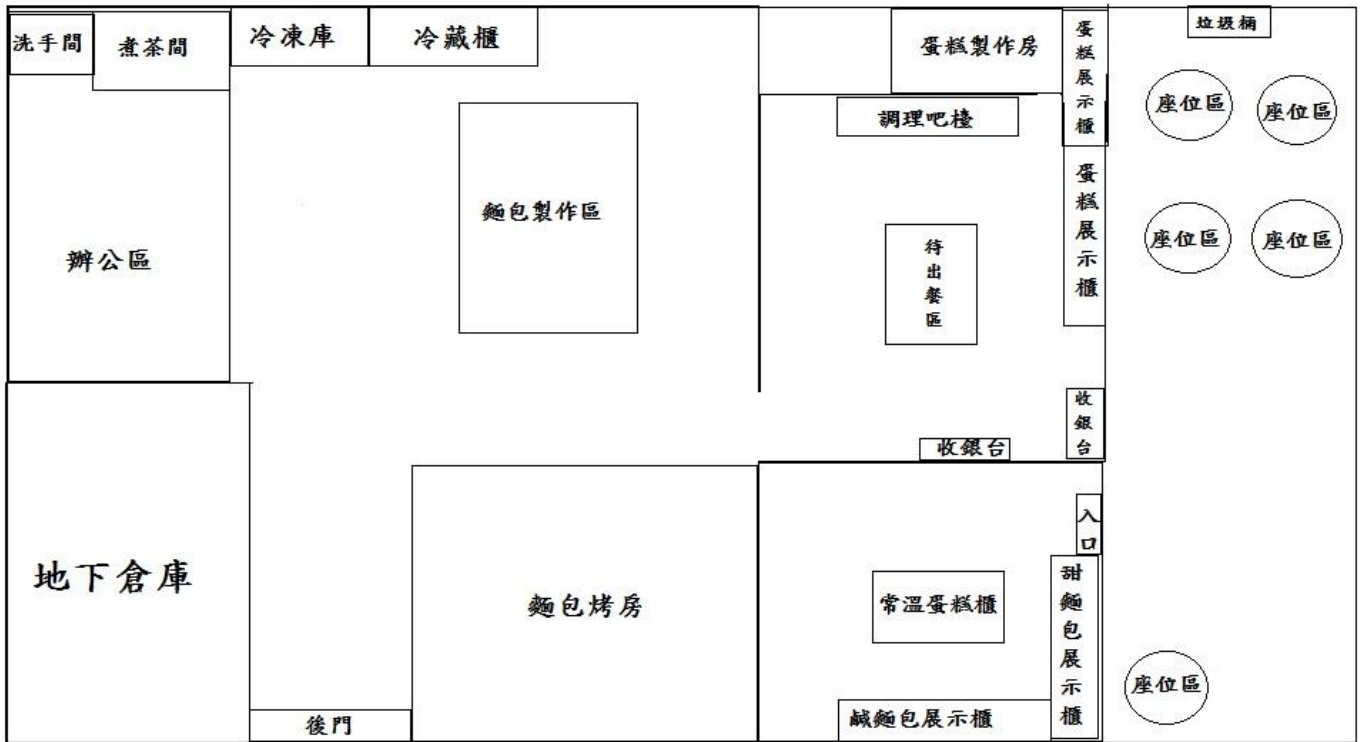 洗手間
煮茶間
冷凍庫
冷藏櫃
蛋糕製作房
蛋糕展示櫃
垃圾桶
座位區
座位區
調理吧檯
蛋糕展示櫃
麵包製作區
待出餐區
座位區
座位區
辦公區
收銀台
收銀台
入口
地下倉庫
麵包烤房
常溫蛋糕櫃
甜麵包展示櫃
座位區
後門
鹹麵包展示櫃